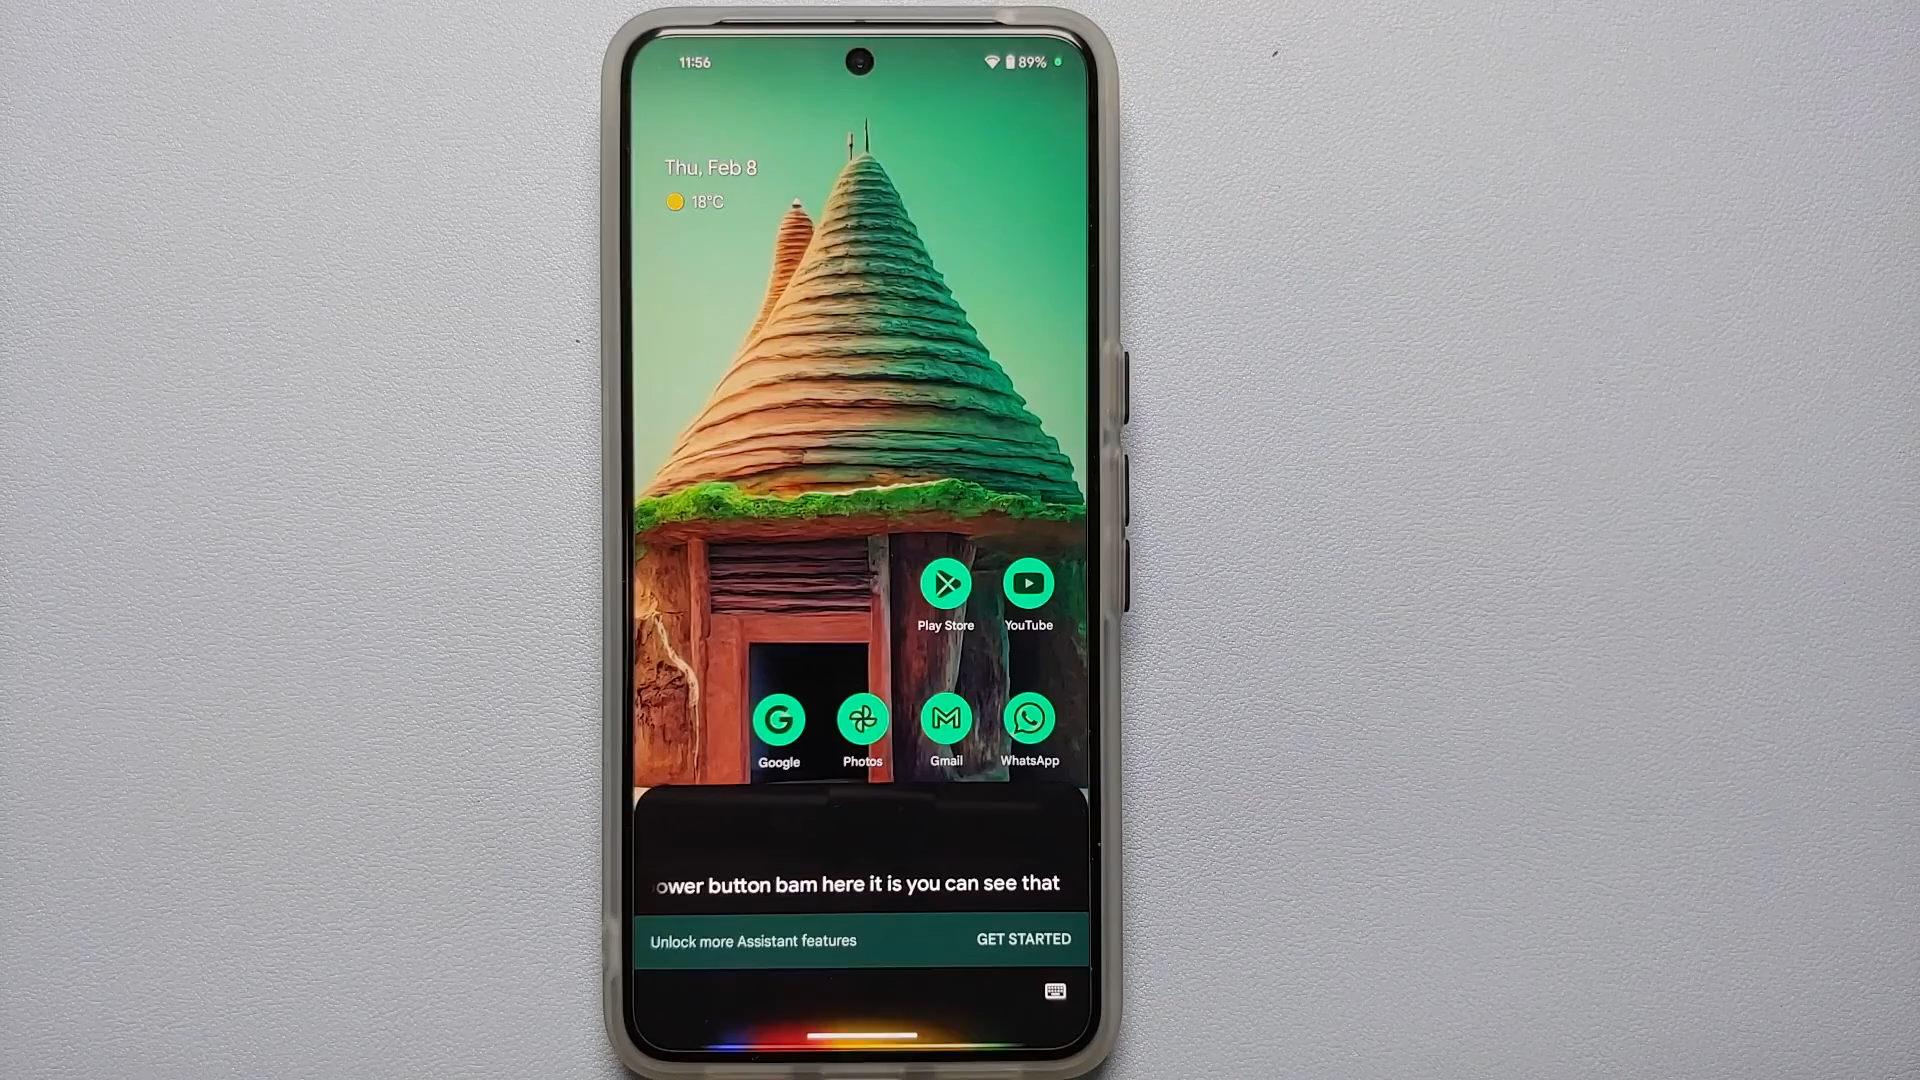 11:56
89%
Thu, Feb 8
18°C
Play Store
YouTube
Google
Photos
Gmail
WhatsApp
ower button bam here it is you can see that
Unlock more Assistant features
GET STARTED